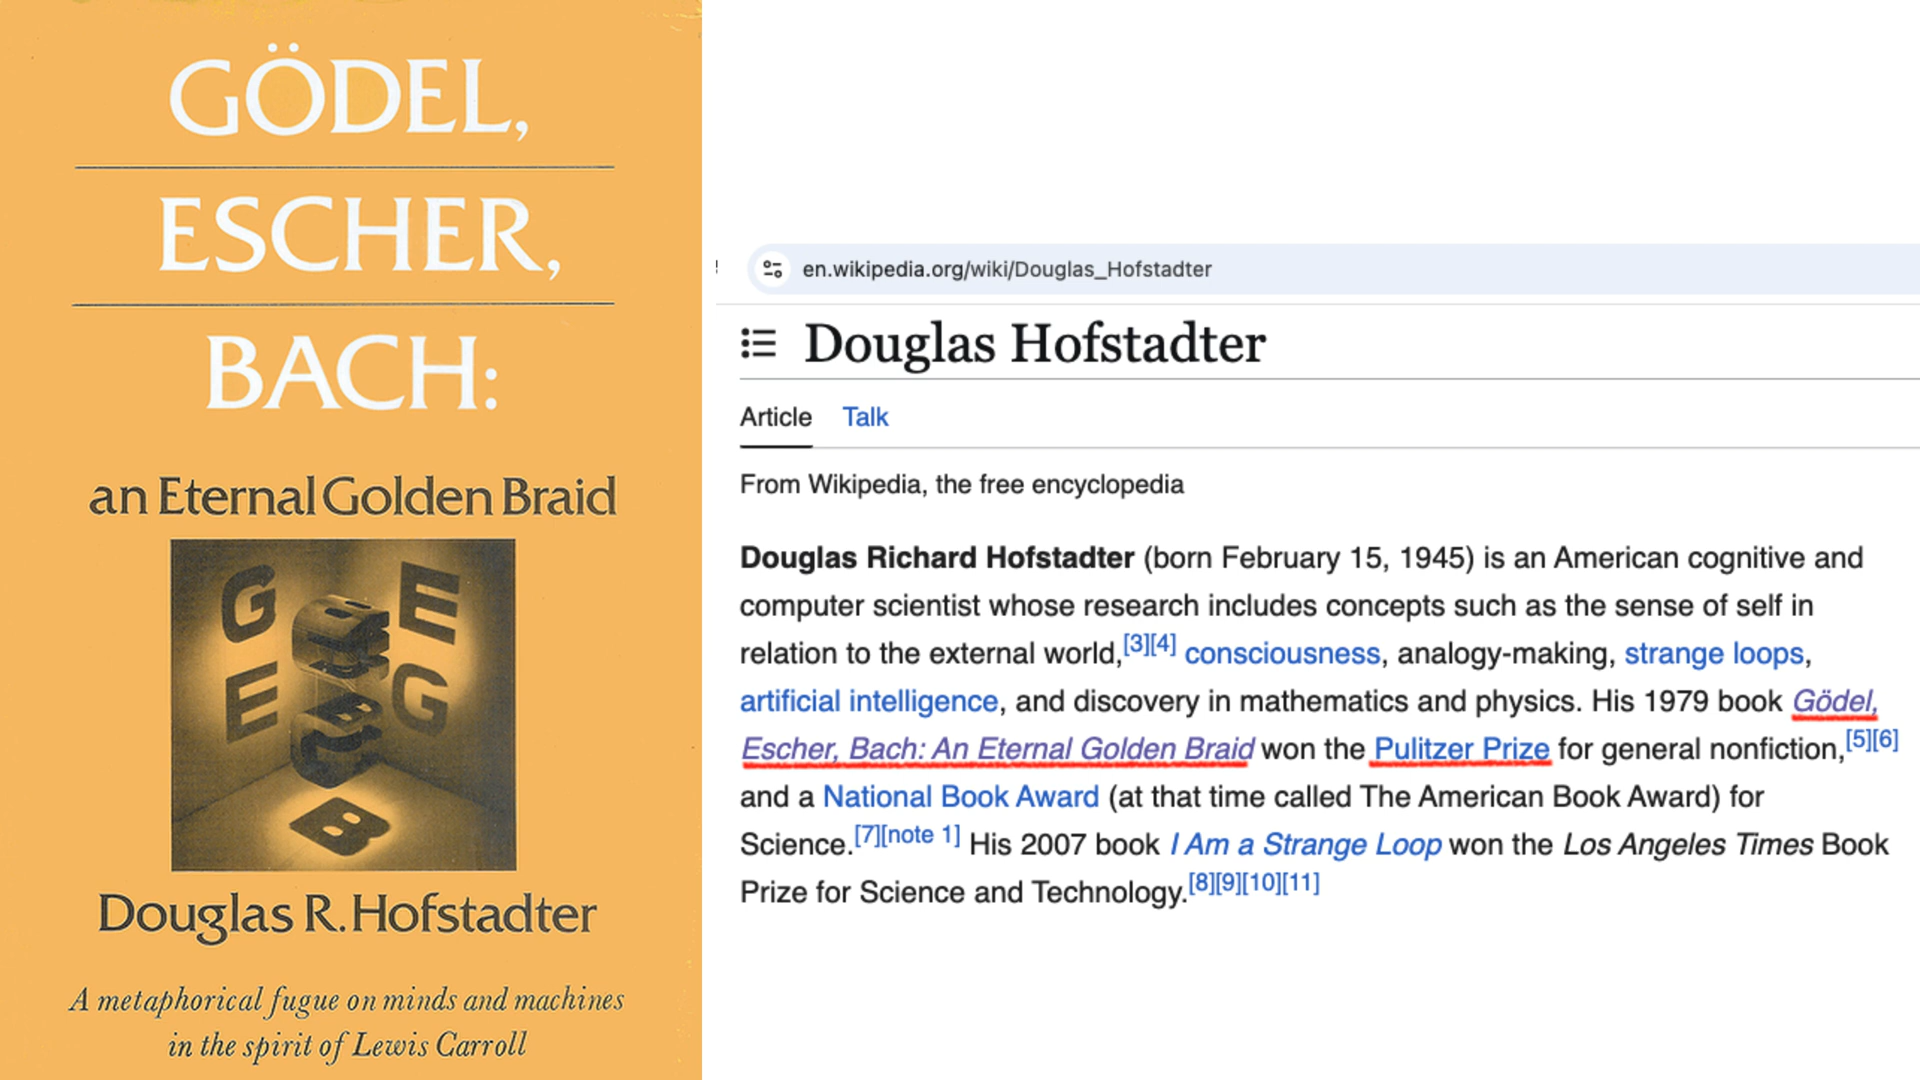 GÖDEL,
ESCHER,
BACH:
an Eternal Golden Braid
G E
E G
B
Douglas R. Hofstadter
A metaphorical fugue on minds and machines
in the spirit of Lewis Carroll
en.wikipedia.org/wiki/Douglas_Hofstadter
Douglas Hofstadter
Article Talk
From Wikipedia, the free encyclopedia
Douglas Richard Hofstadter (born February 15, 1945) is an American cognitive and
computer scientist whose research includes concepts such as the sense of self in
relation to the external world,[3][4] consciousness, analogy-making, strange loops,
artificial intelligence, and discovery in mathematics and physics. His 1979 book Gödel,
Escher, Bach: An Eternal Golden Braid won the Pulitzer Prize for general nonfiction,[5][6]
and a National Book Award (at that time called The American Book Award) for
Science.[7][note 1] His 2007 book I Am a Strange Loop won the Los Angeles Times Book
Prize for Science and Technology.[8][9][10][11]